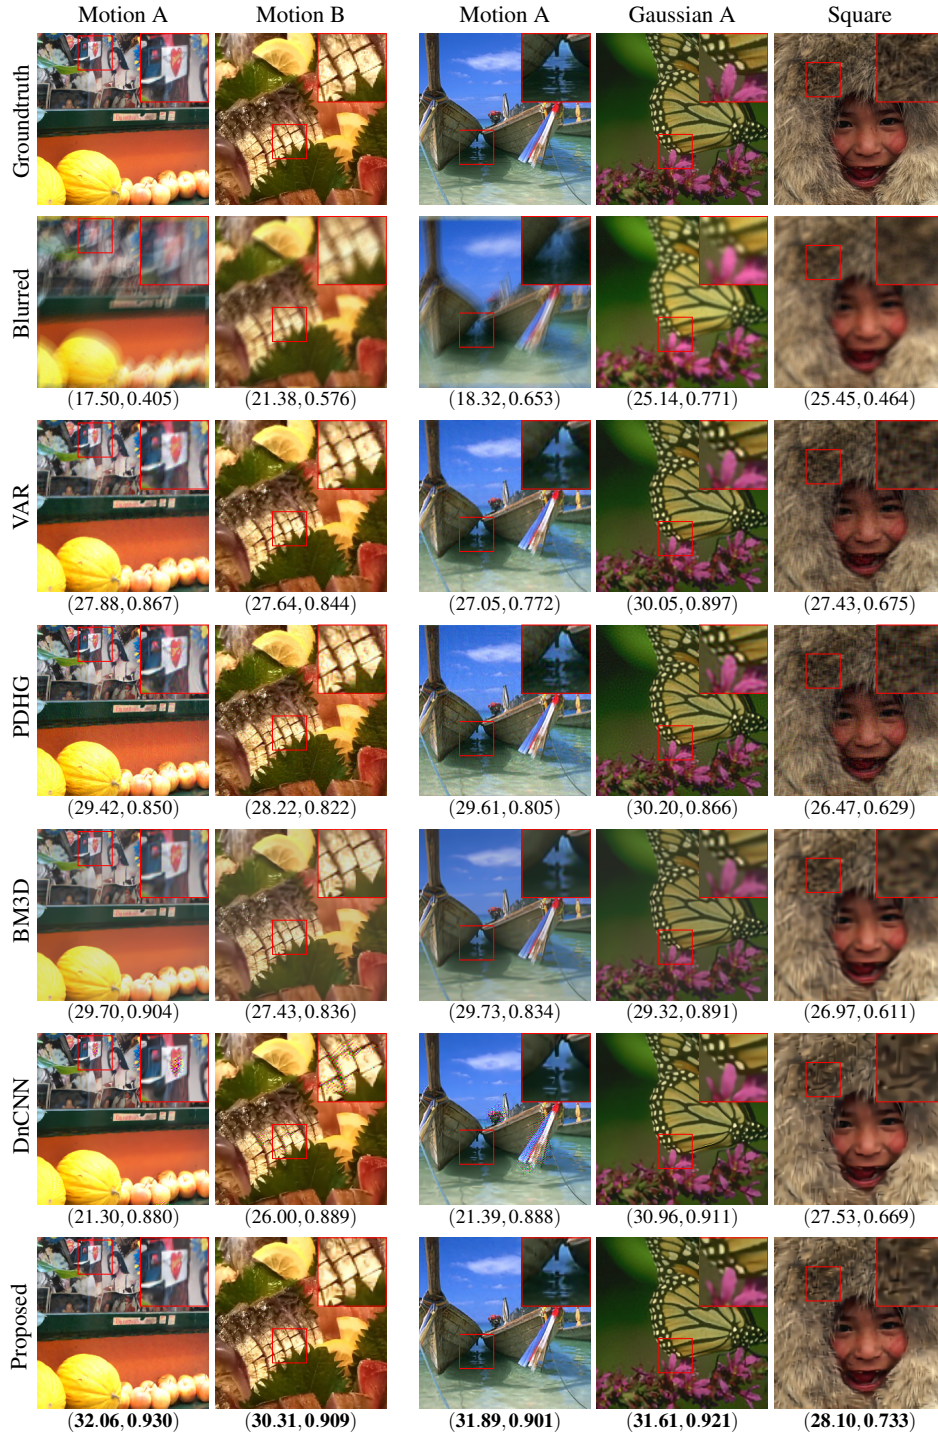 Motion A Motion B Motion A Gaussian A Square
Groundtruth
Blurred
(17.50, 0.405) (21.38, 0.576) (18.32, 0.653) (25.14, 0.771) (25.45, 0.464)
VAR
(27.88, 0.867) (27.64, 0.844) (27.05, 0.772) (30.05, 0.897) (27.43, 0.675)
PDHG
(29.42, 0.850) (28.22, 0.822) (29.61, 0.805) (30.20, 0.866) (26.47, 0.629)
BM3D
(29.70, 0.904) (27.43, 0.836) (29.73, 0.834) (29.32, 0.891) (26.97, 0.611)
DnCNN
(21.30, 0.880) (26.00, 0.889) (21.39, 0.888) (30.96, 0.911) (27.53, 0.669)
Proposed
(32.06, 0.930) (30.31, 0.909) (31.89, 0.901) (31.61, 0.921) (28.10, 0.733)